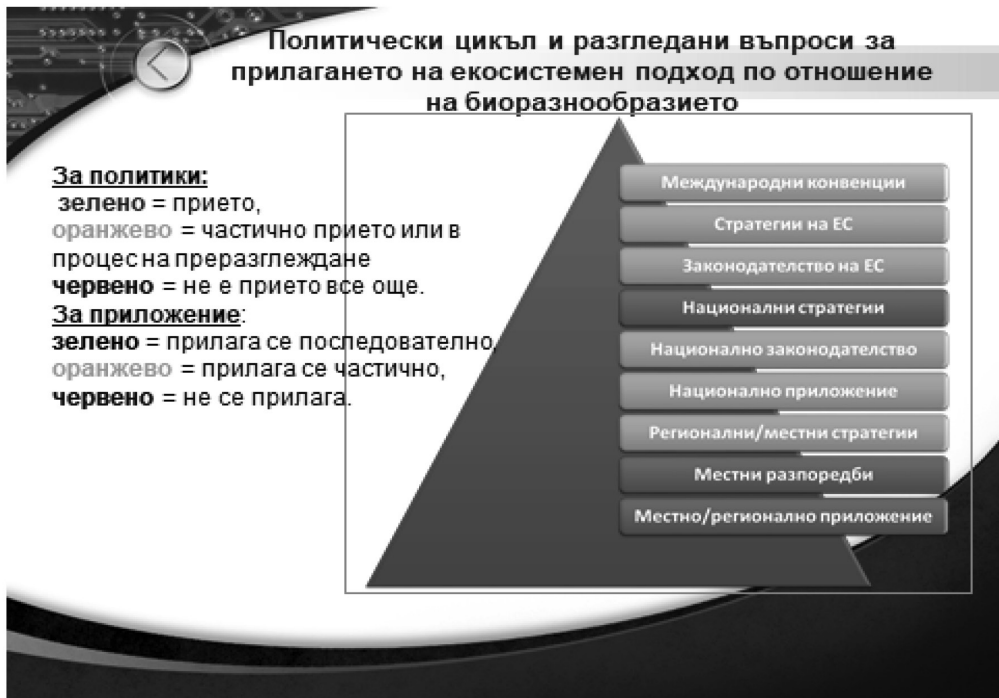 Политически цикъл и разгледани въпроси за
прилагането на екосистемен подход по отношение
на биоразнообразието
За политики:
зелено = прието,
оранжево = частично прието или в
процес на преразглеждане
червено = не е прието все още.
За приложение:
зелено = прилага се последователно,
оранжево = прилага се частично,
червено = не се прилага.
Международни конвенции
Стратегии на ЕС
Законодателство на ЕС
Национални стратегии
Национално законодателство
Национално приложение
Регионални/местни стратегии
Местни разпоредби
Местно/регионално приложение